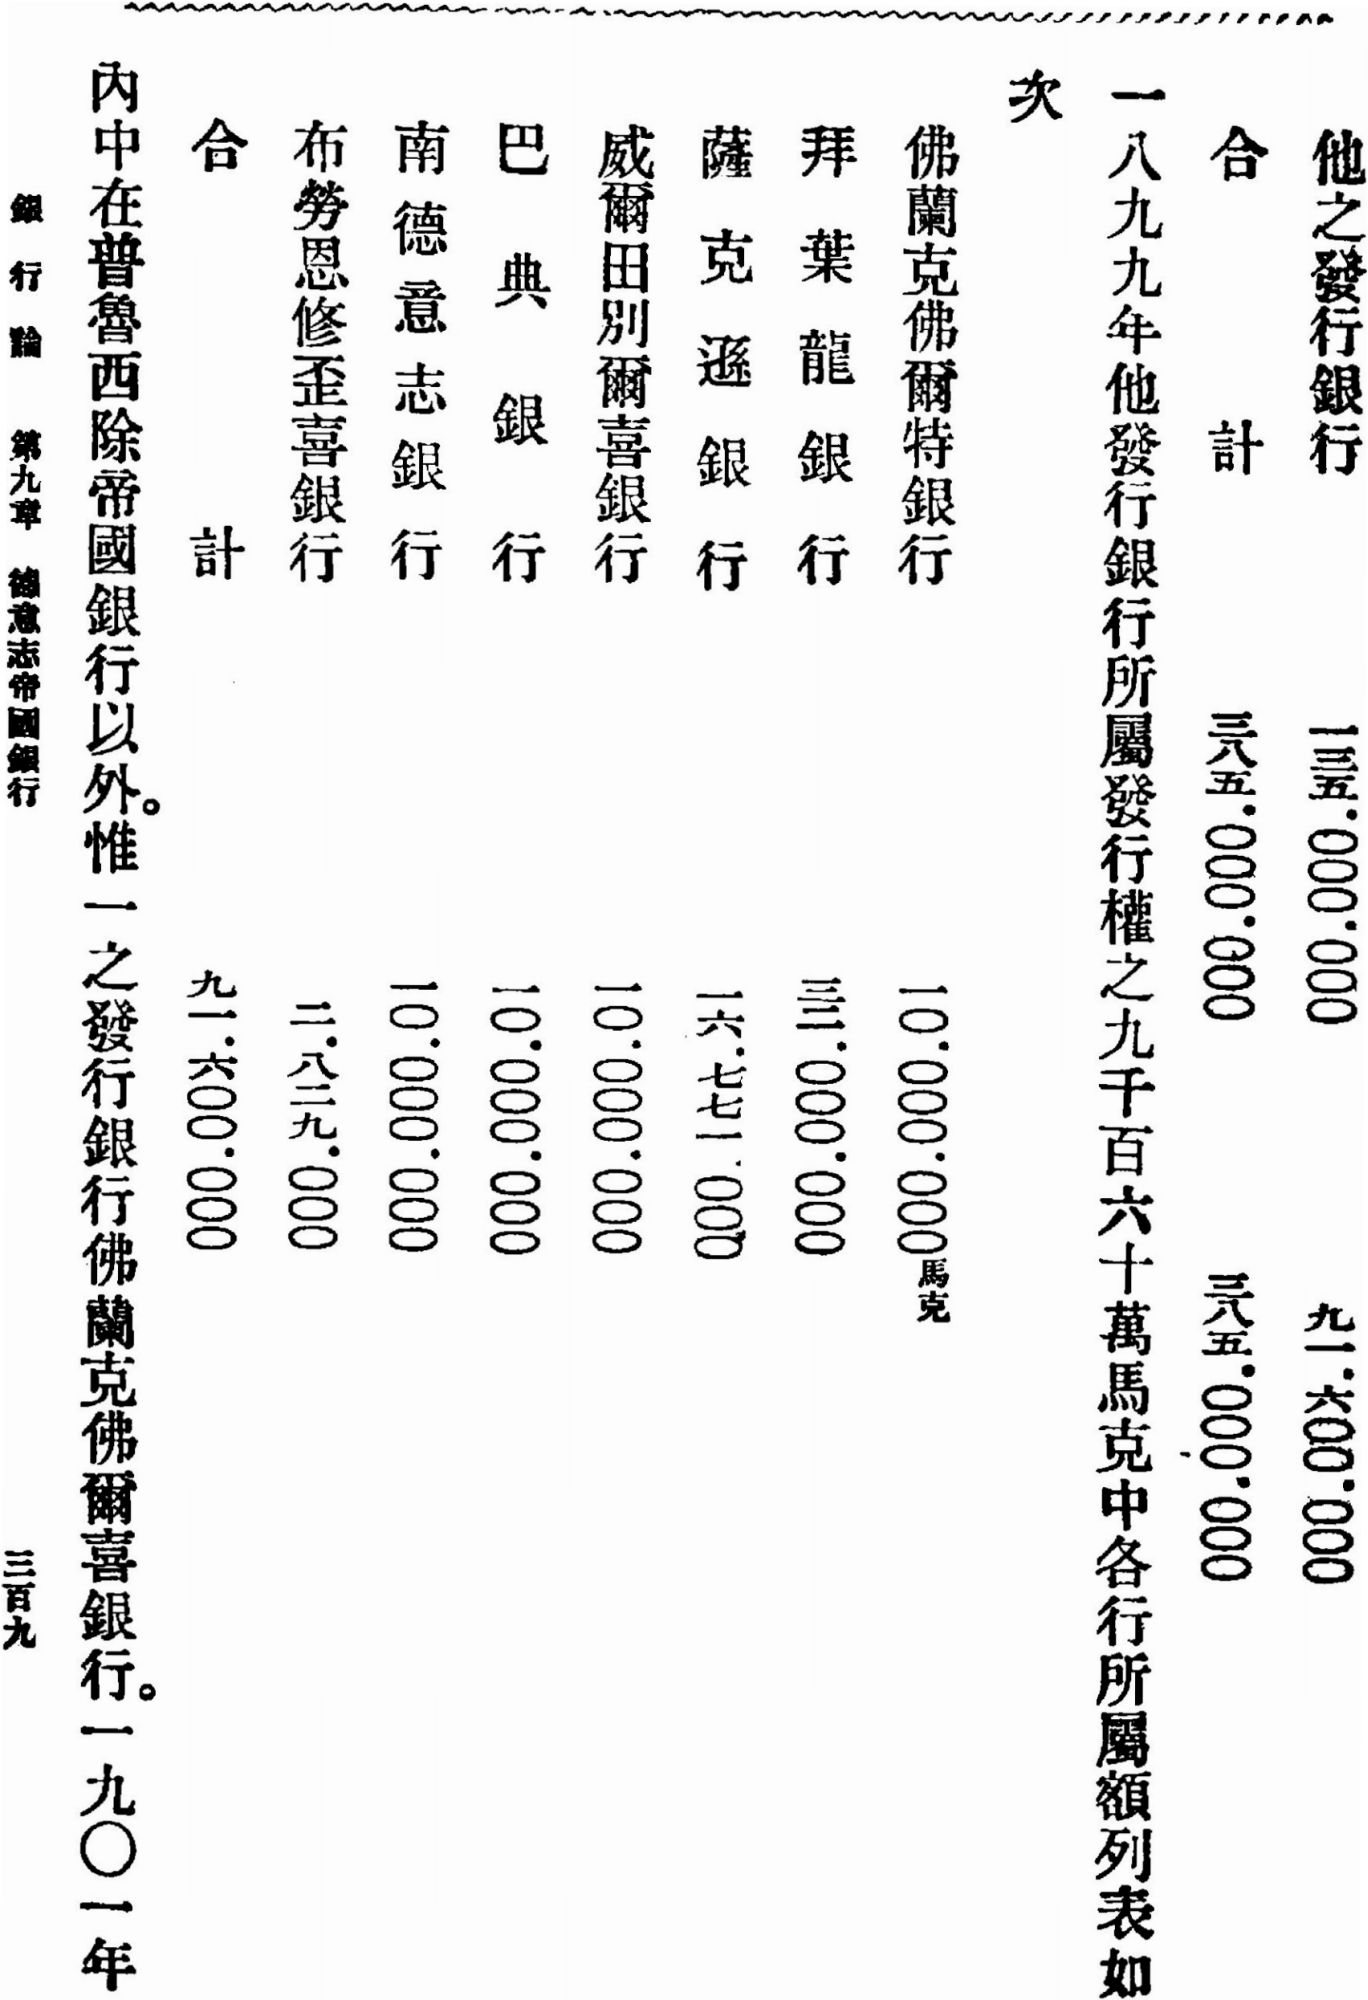 他之發行銀行 一三五.〇〇〇.〇〇〇 九一.六〇〇.〇〇〇
合計 三八五.〇〇〇.〇〇〇 三八五.〇〇〇.〇〇〇
一八九九年他發行銀行所屬發行權之九千百六十萬馬克中各行所屬額列表如
次
佛蘭克佛爾特銀行 一〇.〇〇〇.〇〇〇馬克
拜葉龍銀行 三二.〇〇〇.〇〇〇
薩克遜銀行 一六.七七一.〇〇〇
威爾田別爾喜銀行 一〇.〇〇〇.〇〇〇
巴典銀行 一〇.〇〇〇.〇〇〇
南德意志銀行 一〇.〇〇〇.〇〇〇
布勞恩修歪喜銀行 二.八二九.〇〇〇
合計 九一.六〇〇.〇〇〇
內中在普魯西除帝國銀行以外。惟一之發行銀行佛蘭克佛爾喜銀行。一九〇一年
銀行論 第九章 德意志帝國銀行 三百九